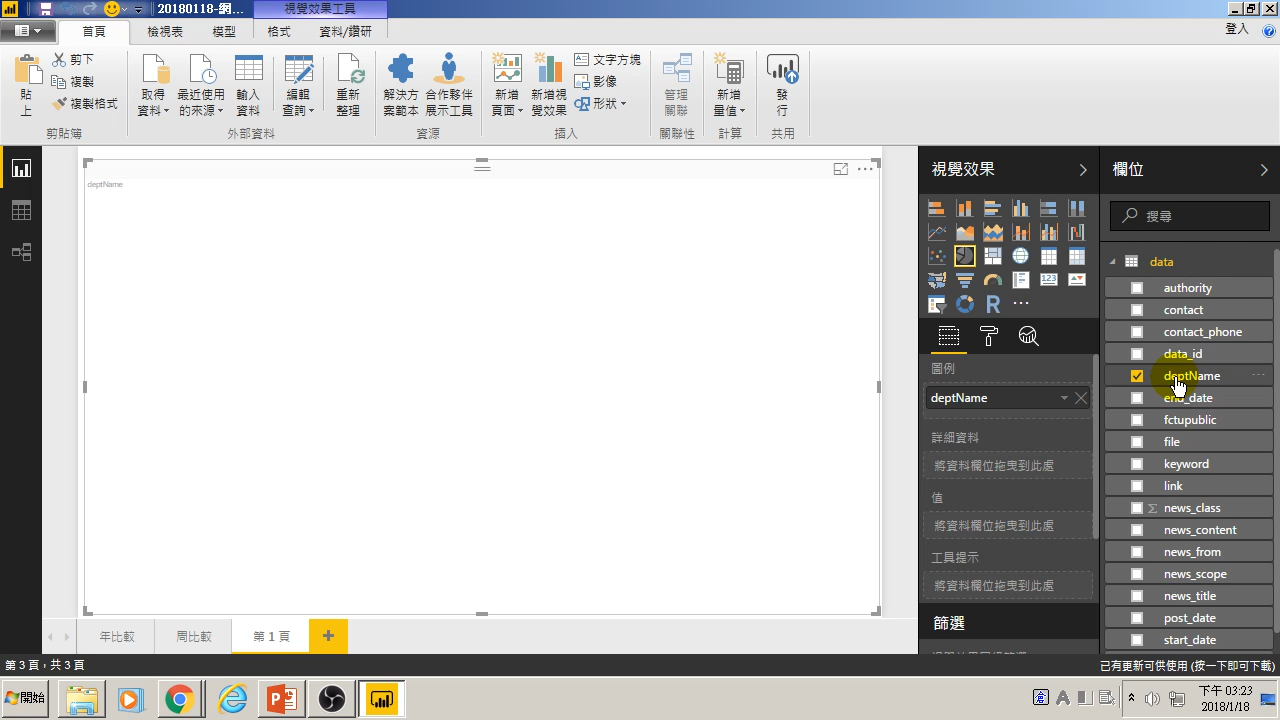 20180118-網...
視覺效果工具
首頁
檢視表
模型
格式
資料/鑽研
登入
貼上
剪下
複製
複製格式
剪貼簿
取得資料
最近使用的來源
輸入資料
編輯查詢
重新整理
外部資料
解決方案範本
合作夥伴展示工具
資源
新增頁面
新增視覺效果
文字方塊
影像
形狀
插入
管理關聯
關聯性
新增量值
計算
發行
共用
deptName
視覺效果
123
R
圖例
deptName
詳細資料
將資料欄位拖曳到此處
值
將資料欄位拖曳到此處
工具提示
將資料欄位拖曳到此處
篩選
欄位
搜尋
data
authority
contact
contact_phone
data_id
deptName
end_date
fctupublic
file
keyword
link
Σ news_class
news_content
news_from
news_scope
news_title
post_date
start_date
年比較
周比較
第 1 頁
第 3 頁，共 3 頁
已有更新可供使用 (按一下即可下載)
開始
下午 03:23
2018/1/18